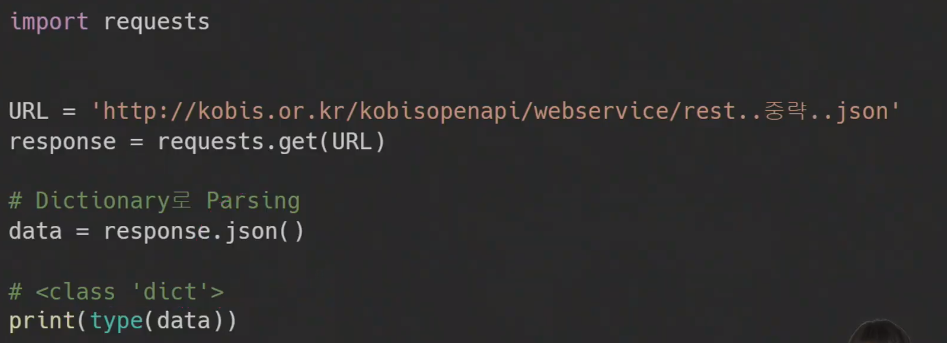 import requests
URL = 'http://kobis.or.kr/kobisopenapi/webservice/rest..중략..json'
response = requests.get(URL)
# Dictionary로 Parsing
data = response.json()
# <class 'dict'>
print(type(data))